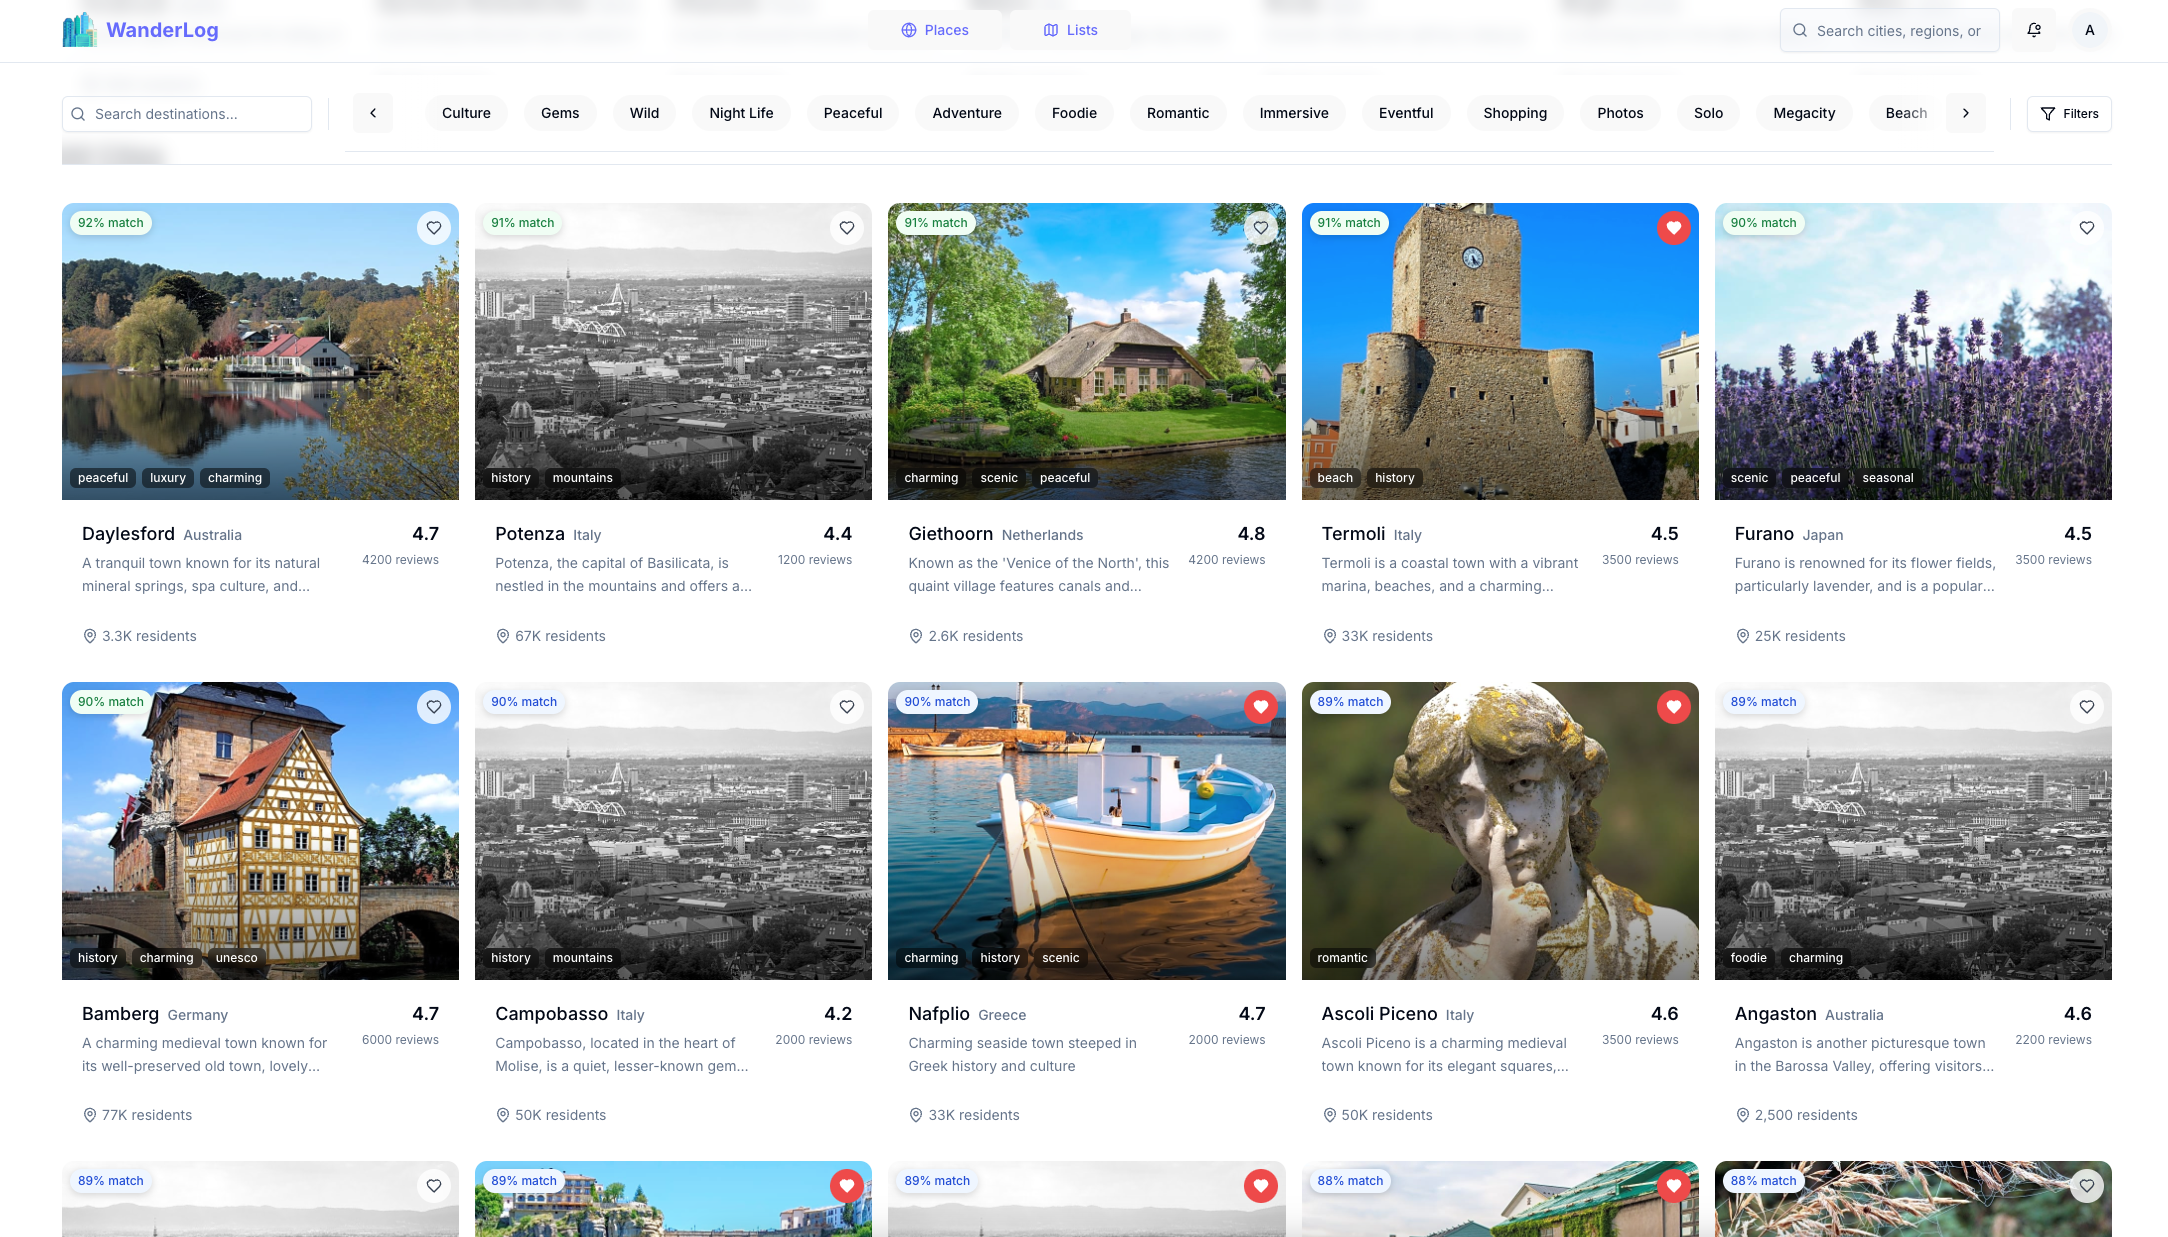 WanderLog
Places
Lists
Search cities, regions, or
A
Search destinations...
Culture
Gems
Wild
Night Life
Peaceful
Adventure
Foodie
Romantic
Immersive
Eventful
Shopping
Photos
Solo
Megacity
Beach
Filters
92% match
peaceful luxury charming
Daylesford Australia 4.7
A tranquil town known for its natural
mineral springs, spa culture, and...
4200 reviews
3.3K residents
91% match
history mountains
Potenza Italy 4.4
Potenza, the capital of Basilicata, is
nestled in the mountains and offers a...
1200 reviews
67K residents
91% match
charming scenic peaceful
Giethoorn Netherlands 4.8
Known as the 'Venice of the North', this
quaint village features canals and...
4200 reviews
2.6K residents
91% match
beach history
Termoli Italy 4.5
Termoli is a coastal town with a vibrant
marina, beaches, and a charming...
3500 reviews
33K residents
90% match
scenic peaceful seasonal
Furano Japan 4.5
Furano is renowned for its flower fields,
particularly lavender, and is a popular...
3500 reviews
25K residents
90% match
history charming unesco
Bamberg Germany 4.7
A charming medieval town known for
its well-preserved old town, lovely...
6000 reviews
77K residents
90% match
history mountains
Campobasso Italy 4.2
Campobasso, located in the heart of
Molise, is a quiet, lesser-known gem...
2000 reviews
50K residents
90% match
charming history scenic
Nafplio Greece 4.7
Charming seaside town steeped in
Greek history and culture
2000 reviews
33K residents
89% match
romantic
Ascoli Piceno Italy 4.6
Ascoli Piceno is a charming medieval
town known for its elegant squares,...
3500 reviews
50K residents
89% match
foodie charming
Angaston Australia 4.6
Angaston is another picturesque town
in the Barossa Valley, offering visitors...
2200 reviews
2,500 residents
89% match
89% match
89% match
88% match
88% match